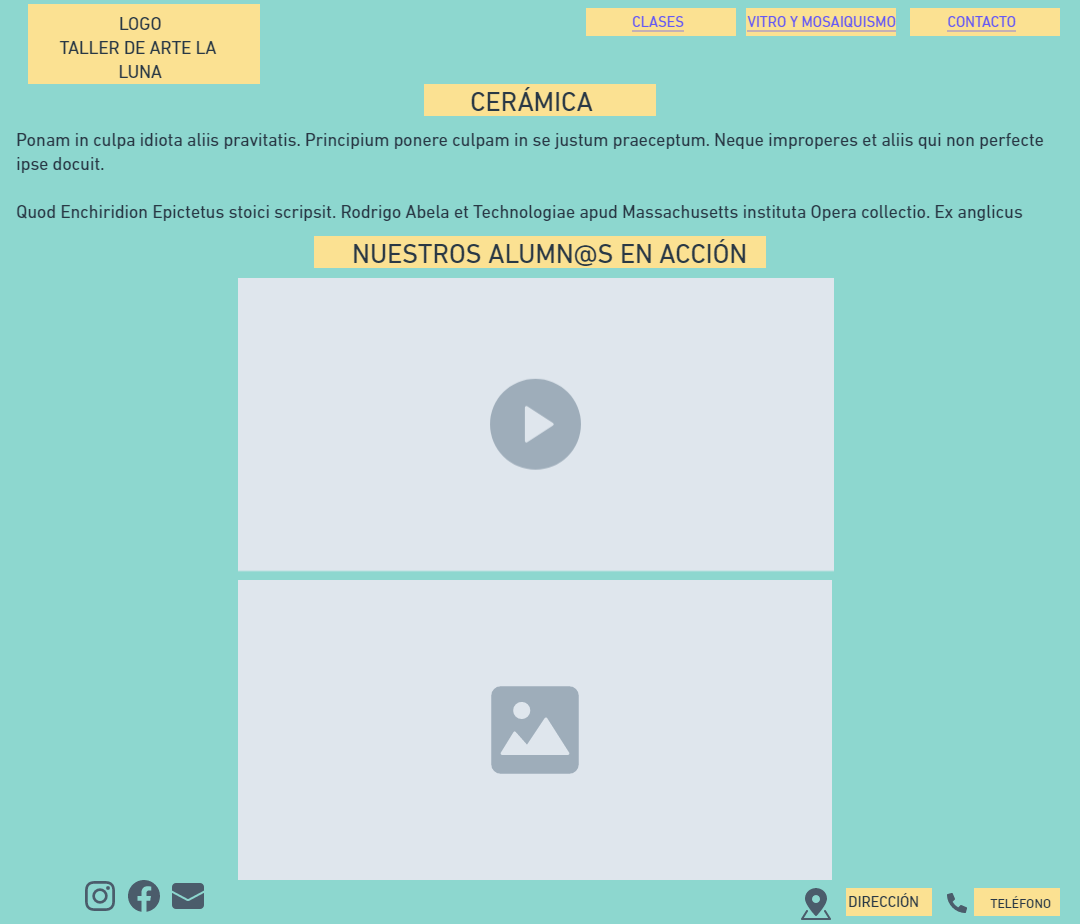 LOGO
TALLER DE ARTE LA
LUNA
CLASES
VITRO Y MOSAIQUISMO
CONTACTO
CERÁMICA
Ponam in culpa idiota aliis pravitatis. Principium ponere culpam in se justum praeceptum. Neque improperes et aliis qui non perfecte
ipse docuit.
Quod Enchiridion Epictetus stoici scripsit. Rodrigo Abela et Technologiae apud Massachusetts instituta Opera collectio. Ex anglicus
NUESTROS ALUMN@S EN ACCIÓN
DIRECCIÓN
TELÉFONO